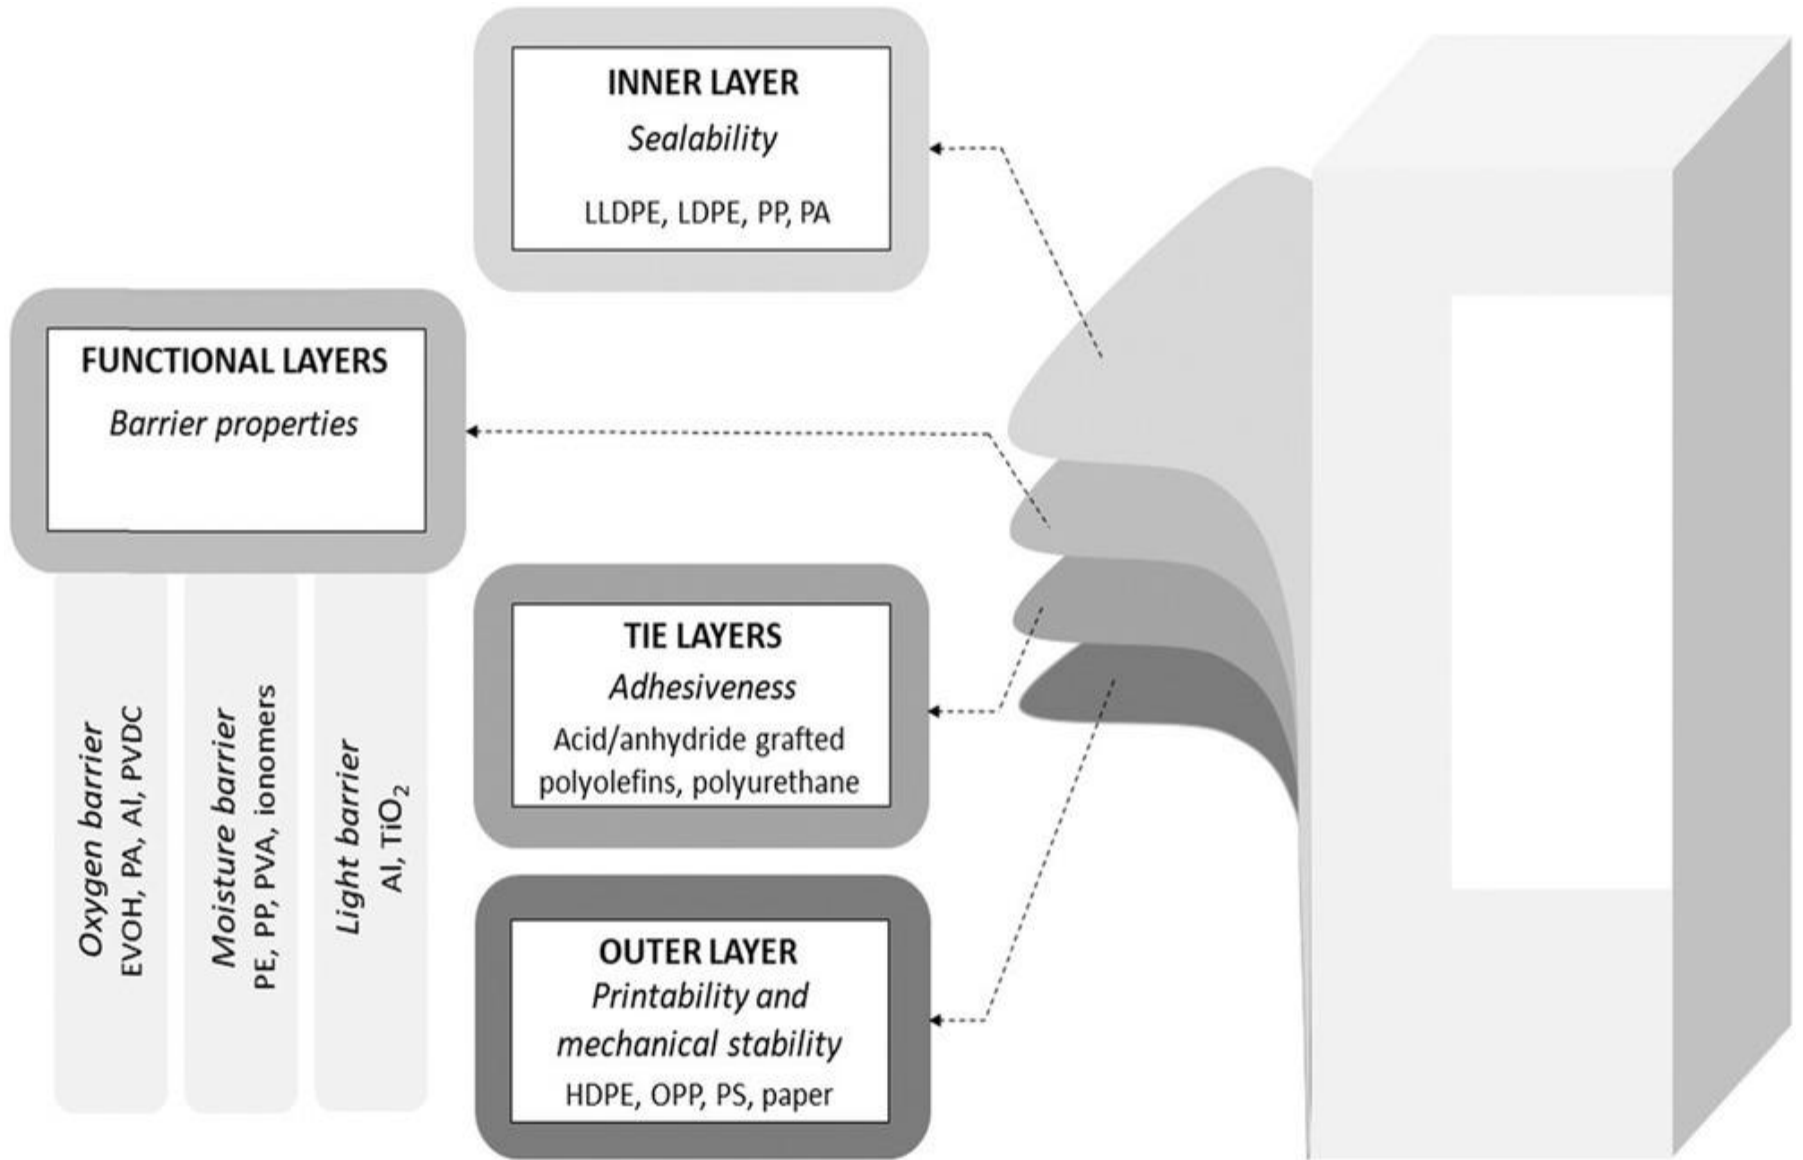 INNER LAYER
Sealability
LLDPE, LDPE, PP, PA
FUNCTIONAL LAYERS
Barrier properties
Oxygen barrier
EVOH, PA, Al, PVDC
Moisture barrier
PE, PP, PVA, ionomers
Light barrier
Al, TiO₂
TIE LAYERS
Adhesiveness
Acid/anhydride grafted
polyolefins, polyurethane
OUTER LAYER
Printability and
mechanical stability
HDPE, OPP, PS, paper